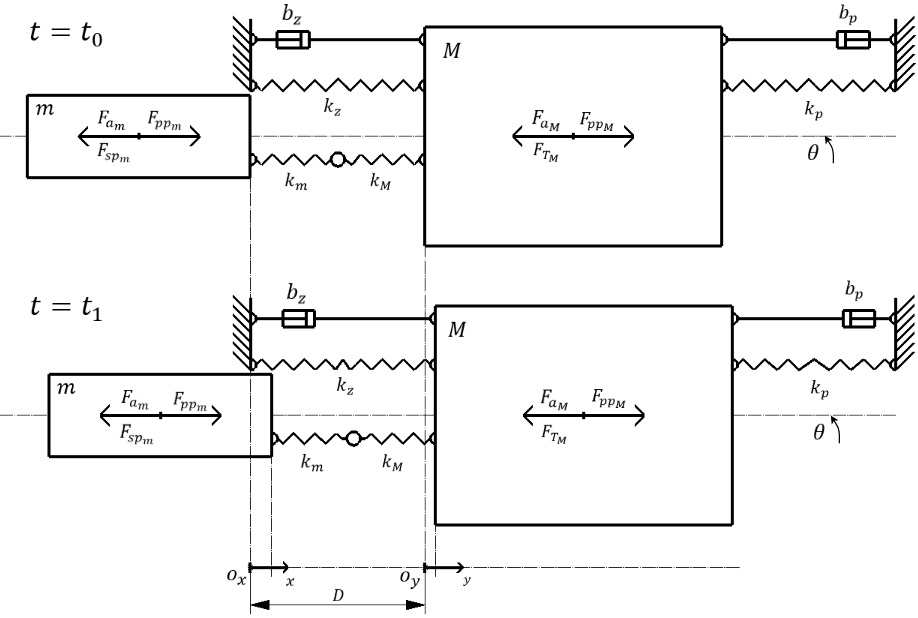 t = t₀
b_z
b_p
M
k_z
k_p
m
F_{a_m} F_{pp_m}
F_{sp_m}
F_{a_M} F_{pp_M}
F_{T_M}
θ
k_m k_M
t = t₁
b_z
b_p
M
k_z
k_p
m
F_{a_m} F_{pp_m}
F_{sp_m}
F_{a_M} F_{pp_M}
F_{T_M}
θ
k_m k_M
o_x x o_y y
D